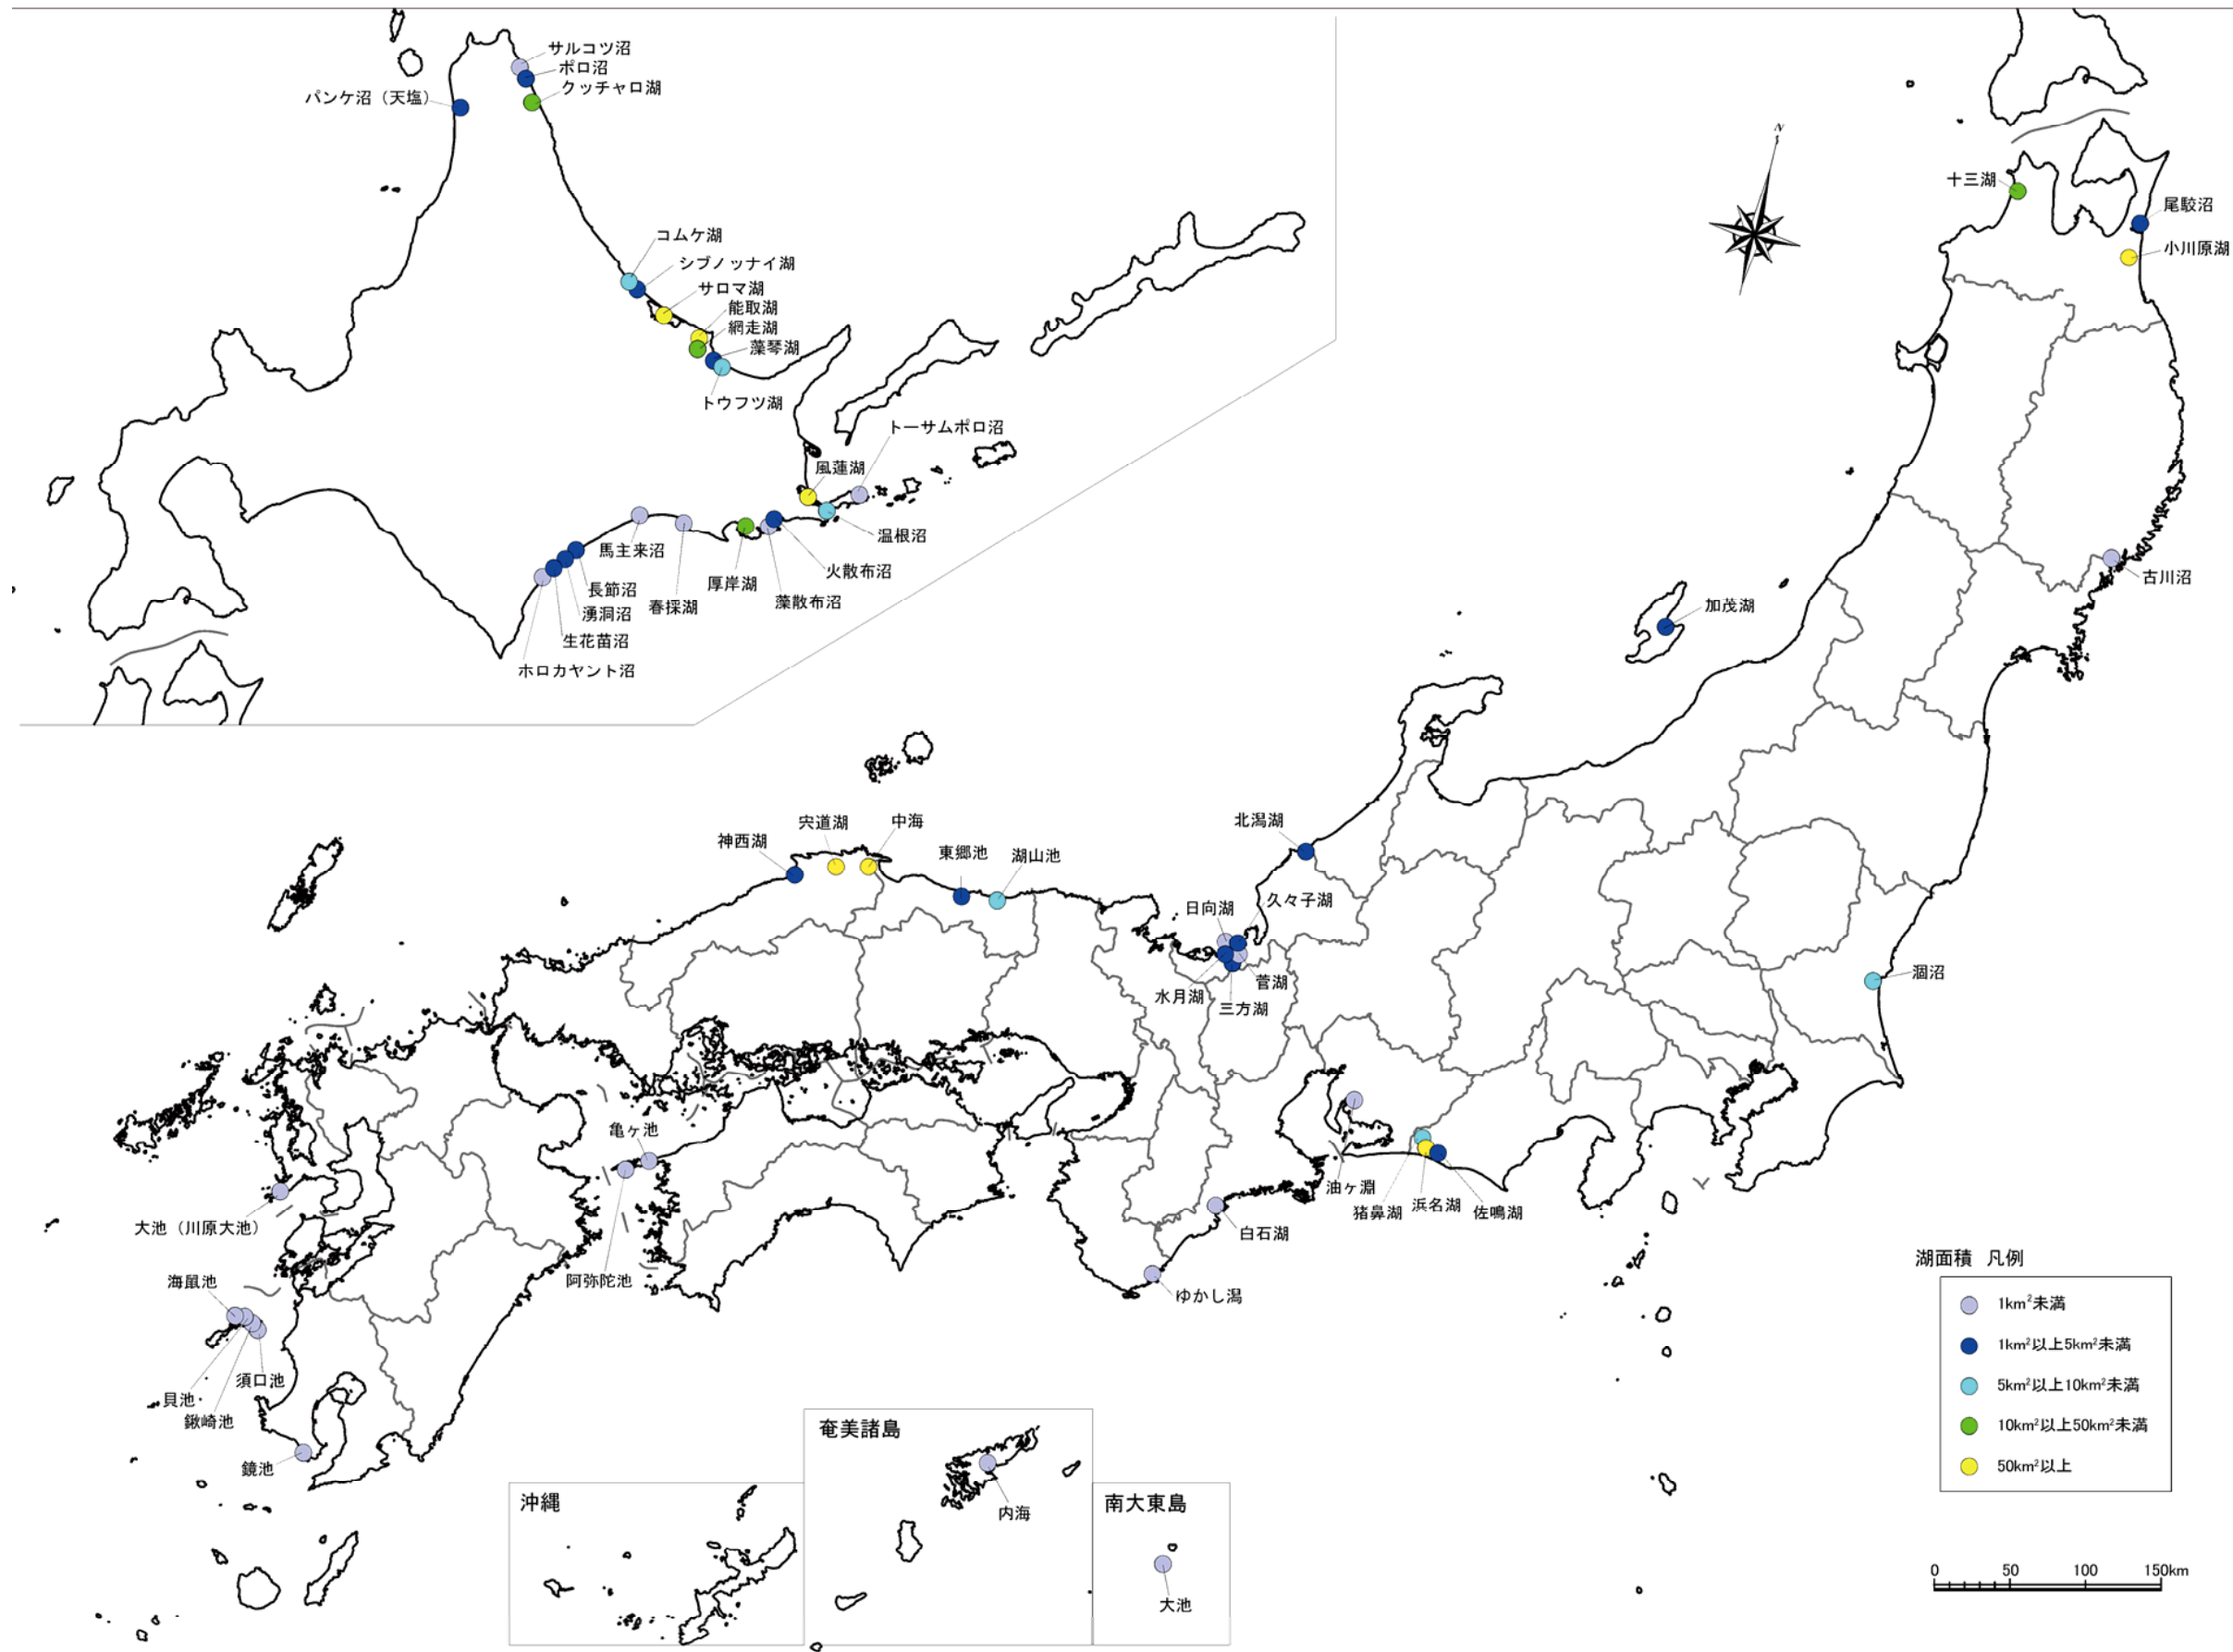 サルコツ沼
ポロ沼
クッチャロ湖
パンケ沼（天塩）
コムケ湖
シブノッナイ湖
サロマ湖
能取湖
網走湖
藻琴湖
トウフツ湖
トーサムポロ沼
風蓮湖
温根沼
火散布沼
藻散布沼
厚岸湖
春採湖
馬主来沼
長節沼
湧洞沼
生花苗沼
ホロカヤント沼
N
十三湖
尾駮沼
小川原湖
古川沼
加茂湖
北潟湖
久々子湖
日向湖
菅湖
水月湖
三方湖
神西湖
宍道湖
中海
東郷池
湖山池
涸沼
油ヶ淵
猪鼻湖
浜名湖
佐鳴湖
白石湖
ゆかし潟
亀ヶ池
阿弥陀池
大池（川原大池）
海鼠池
貝池
鍬崎池
須口池
鏡池
沖縄
奄美諸島
内海
南大東島
大池
湖面積 凡例
1km²未満
1km²以上5km²未満
5km²以上10km²未満
10km²以上50km²未満
50km²以上
0 50 100 150km